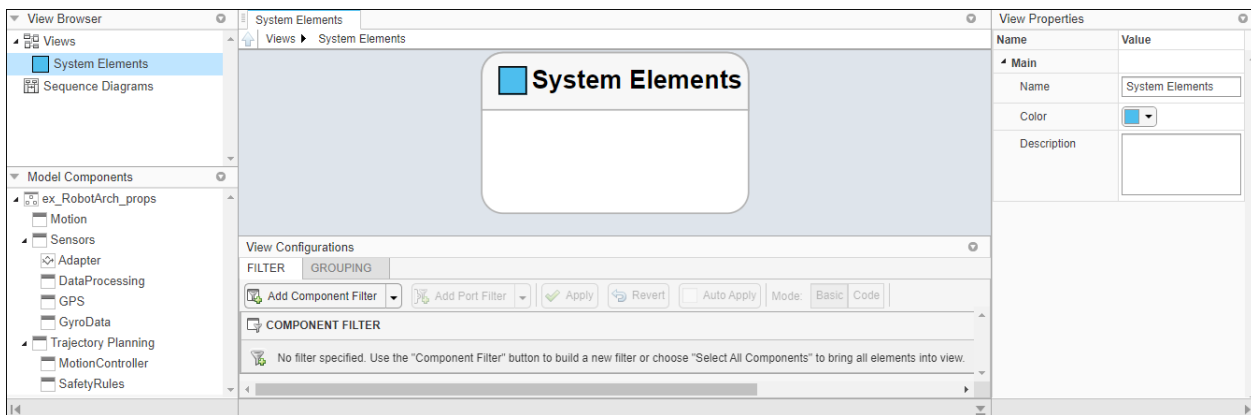 View Browser
Views
System Elements
Sequence Diagrams
Model Components
ex_RobotArch_props
Motion
Sensors
Adapter
DataProcessing
GPS
GyroData
Trajectory Planning
MotionController
SafetyRules
System Elements
Views System Elements
System Elements
View Configurations
FILTER GROUPING
Add Component Filter Add Port Filter Apply Revert Auto Apply Mode: Basic Code
COMPONENT FILTER
No filter specified. Use the "Component Filter" button to build a new filter or choose "Select All Components" to bring all elements into view.
View Properties
Name Value
Main
Name System Elements
Color
Description